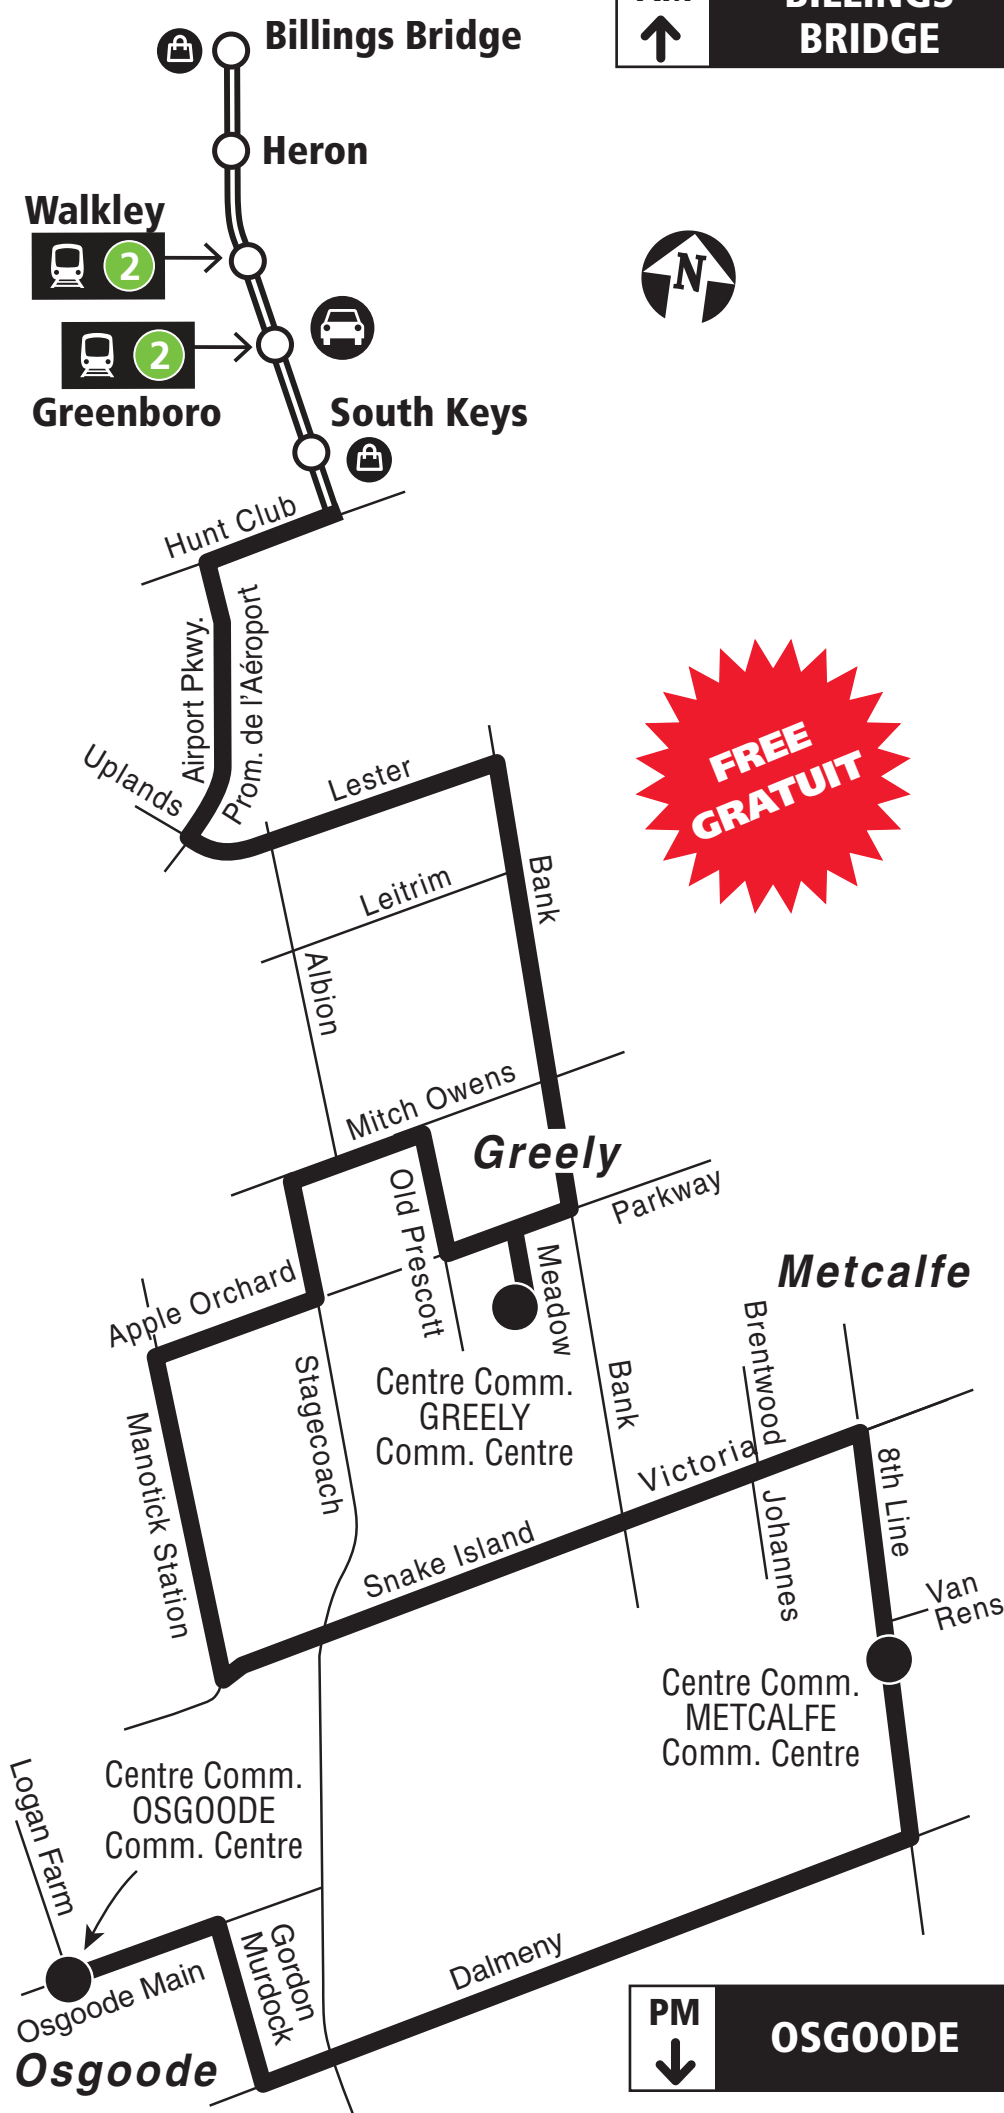 BILLINGS
BRIDGE
Billings Bridge
Heron
Walkley
2
N
2
Greenboro
South Keys
Hunt Club
Airport Pkwy.
Prom. de l'Aéroport
Uplands
FREE
GRATUIT
Lester
Bank
Leitrim
Albion
Mitch Owens
Greely
Old Prescott
Parkway
Meadow
Metcalfe
Apple Orchard
Brentwood
Stagecoach
Centre Comm.
GREELY
Comm. Centre
Bank
Manotick Station
Victoria
8th Line
Johannes
Snake Island
Van
Rens
Centre Comm.
METCALFE
Comm. Centre
Logan Farm
Centre Comm.
OSGOODE
Comm. Centre
Gordon
Murdock
Dalmeny
Osgoode Main
Osgoode
PM
OSGOODE